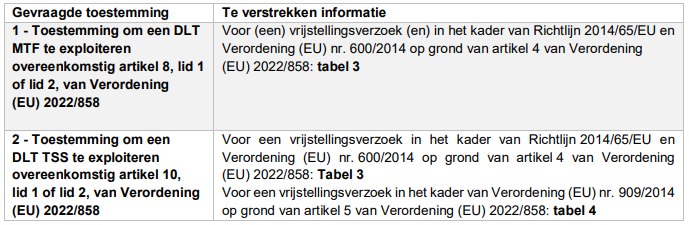 Gevraagde toestemming
Te verstrekken informatie
1 - Toestemming om een DLT
MTF te exploiteren
overeenkomstig artikel 8, lid 1
of lid 2, van Verordening
(EU) 2022/858
Voor (een) vrijstellingsverzoek (en) in het kader van Richtlijn 2014/65/EU en
Verordening (EU) nr. 600/2014 op grond van artikel 4 van Verordening
(EU) 2022/858: tabel 3
2 - Toestemming om een
DLT TSS te exploiteren
overeenkomstig artikel 10,
lid 1 of lid 2, van Verordening
(EU) 2022/858
Voor een vrijstellingsverzoek in het kader van Richtlijn 2014/65/EU en
Verordening (EU) nr. 600/2014 op grond van artikel 4 van Verordening
(EU) 2022/858: Tabel 3
Voor een vrijstellingsverzoek in het kader van Verordening (EU) nr. 909/2014
op grond van artikel 5 van Verordening (EU) 2022/858: tabel 4